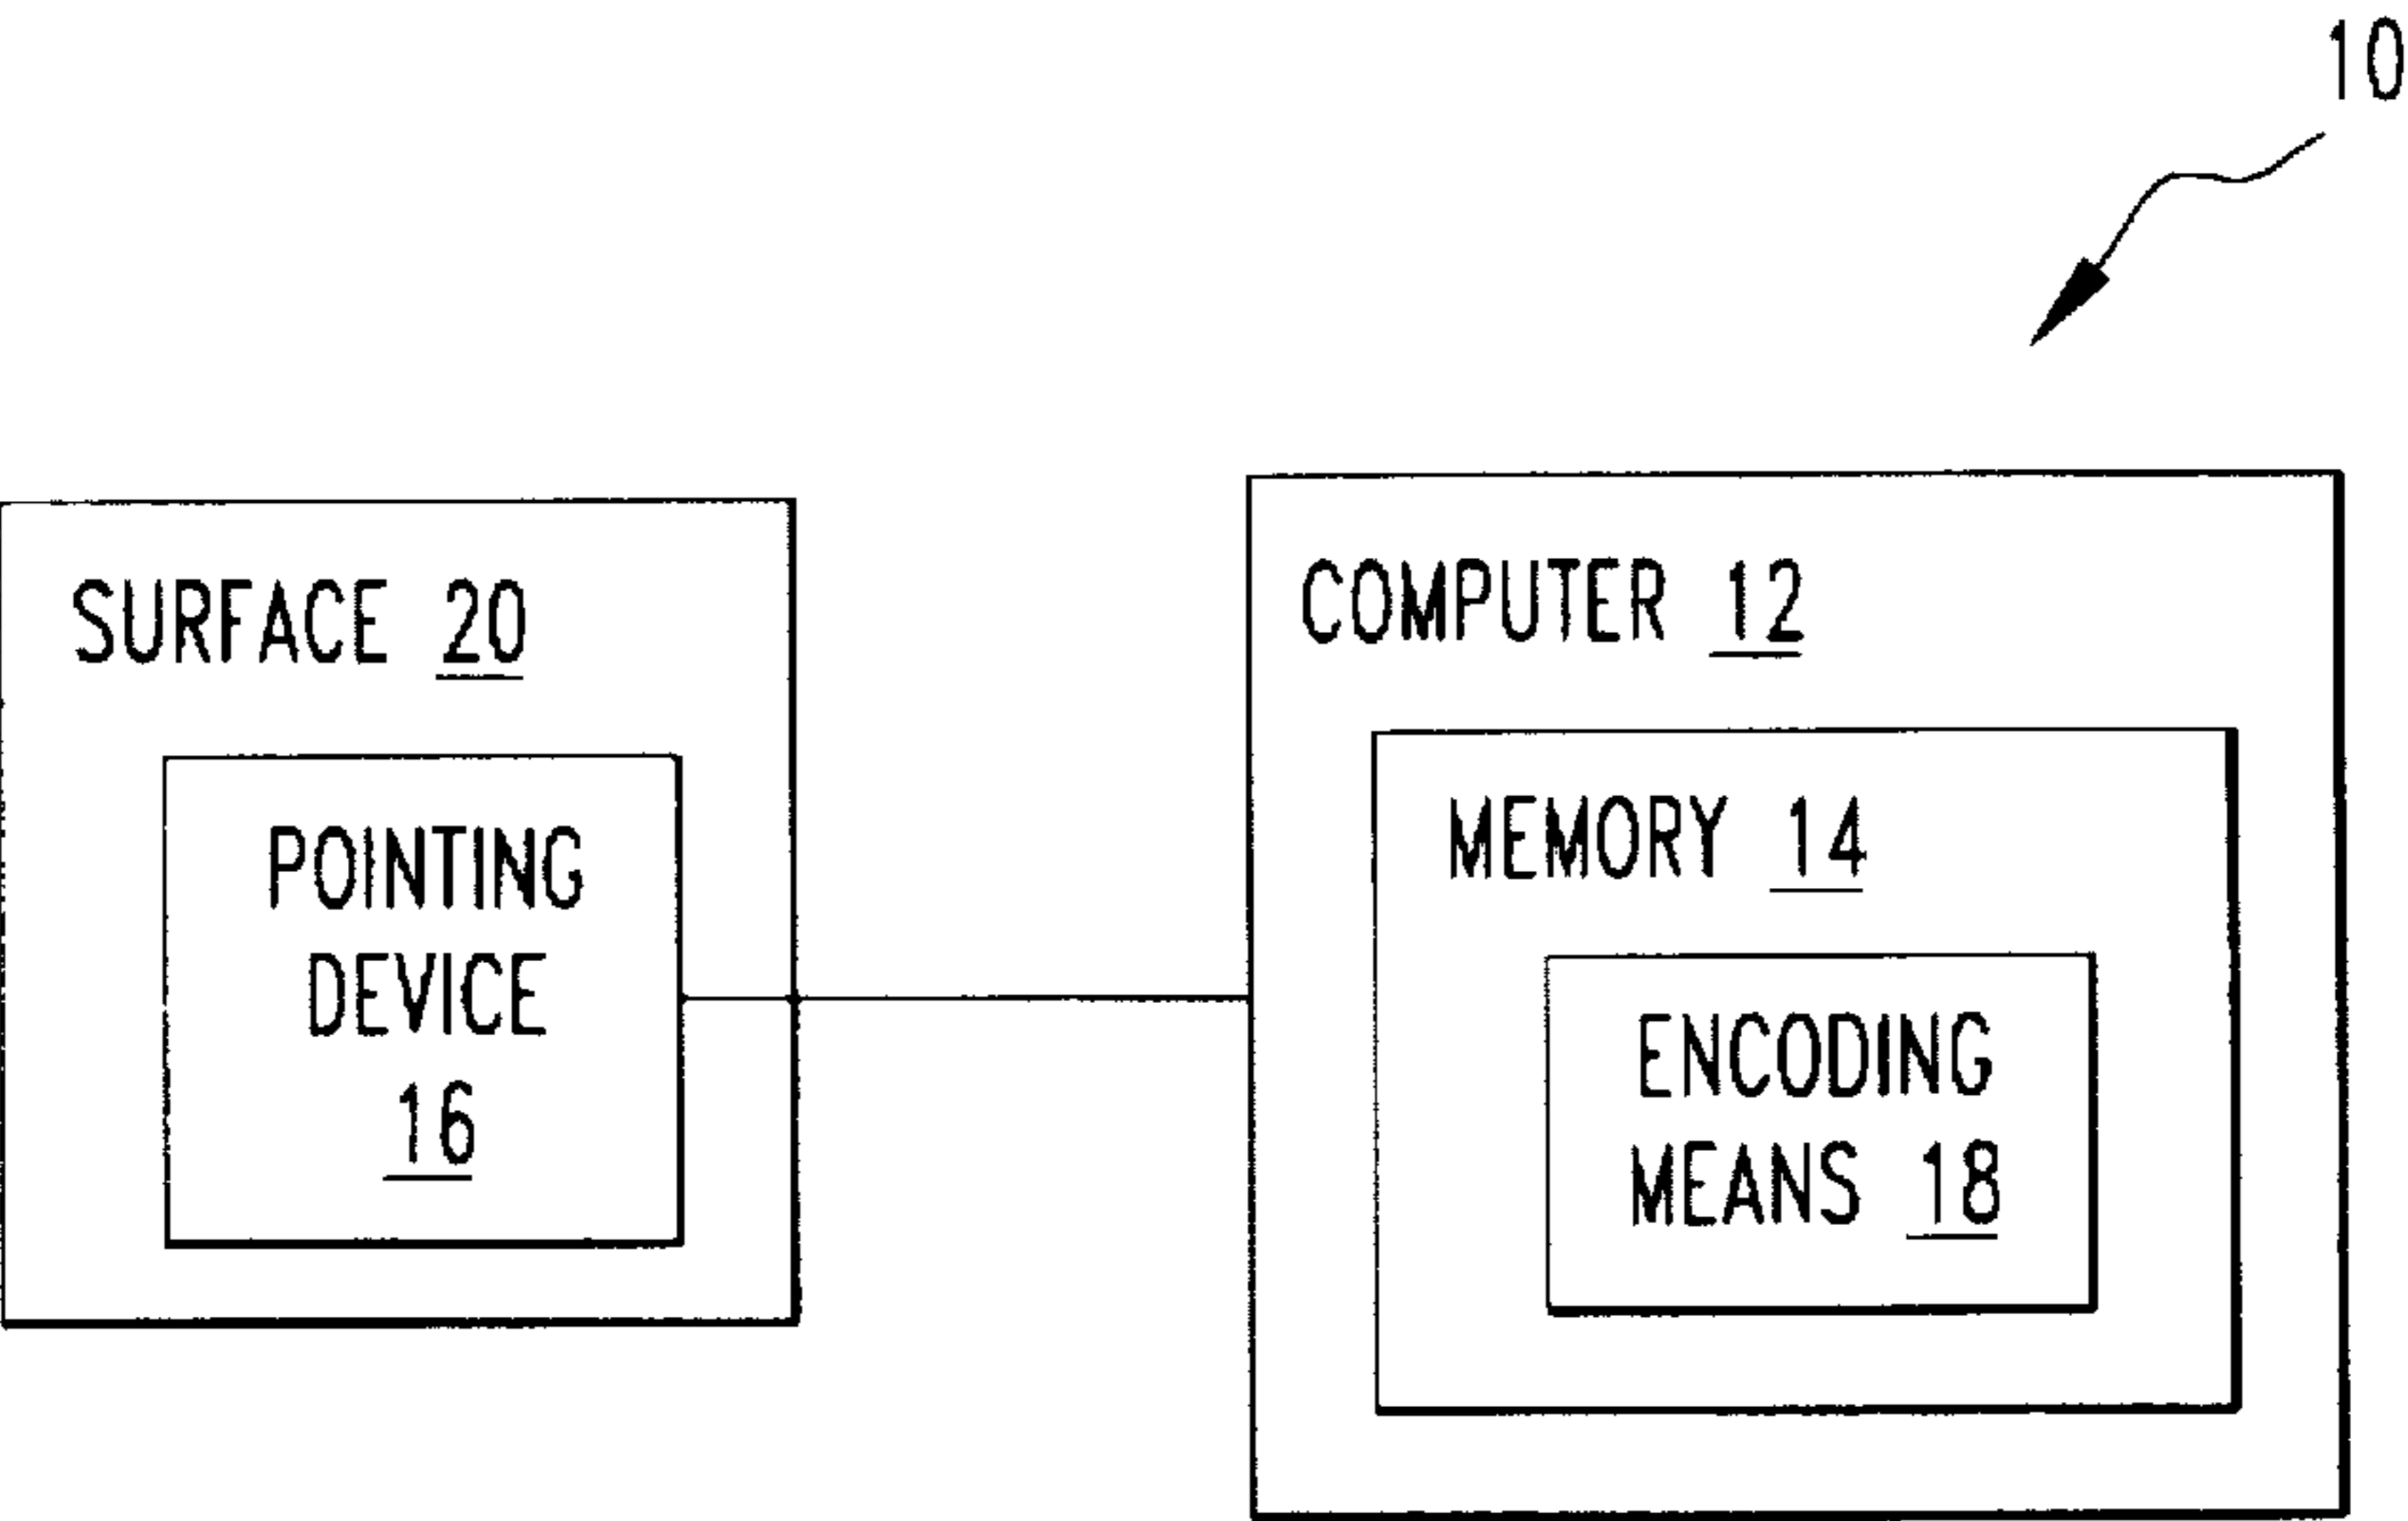 10
SURFACE 20
POINTING
DEVICE
16
COMPUTER 12
MEMORY 14
ENCODING
MEANS 18